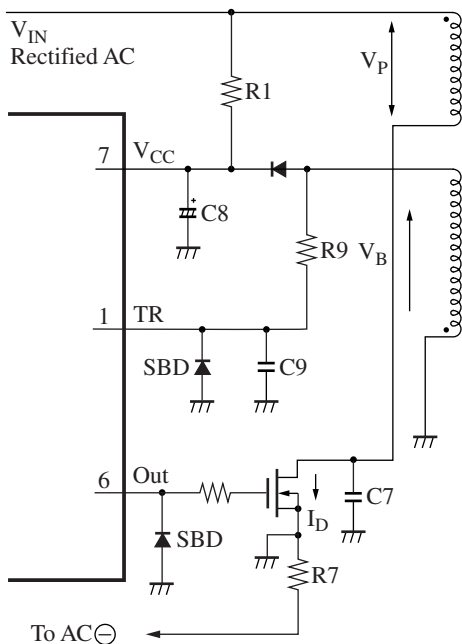 V_IN
Rectified AC
R1
V_P
7
V_CC
+
C8
R9
V_B
1
TR
SBD
C9
6
Out
C7
I_D
SBD
R7
To AC⊖